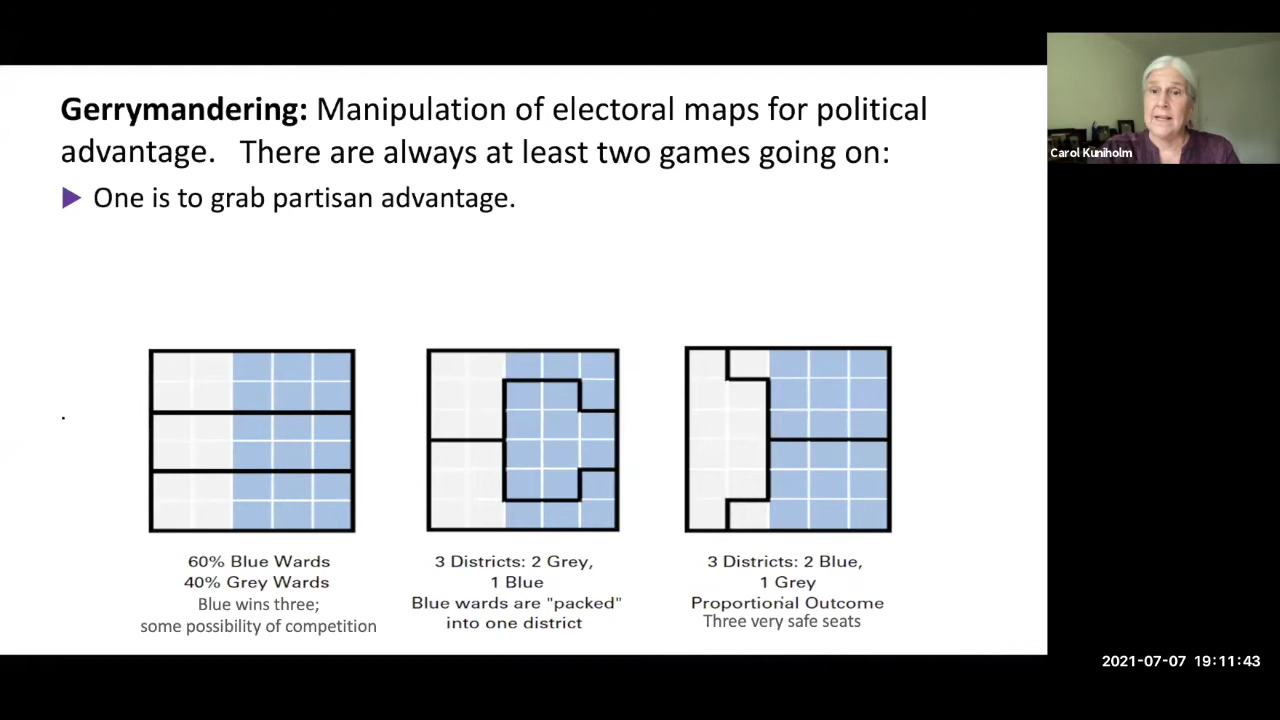 Gerrymandering: Manipulation of electoral maps for political
advantage. There are always at least two games going on:
One is to grab partisan advantage.
60% Blue Wards
40% Grey Wards
Blue wins three;
some possibility of competition
3 Districts: 2 Grey,
1 Blue
Blue wards are "packed"
into one district
3 Districts: 2 Blue,
1 Grey
Proportional Outcome
Three very safe seats
Carol Kuniholm
2021-07-07 19:11:43